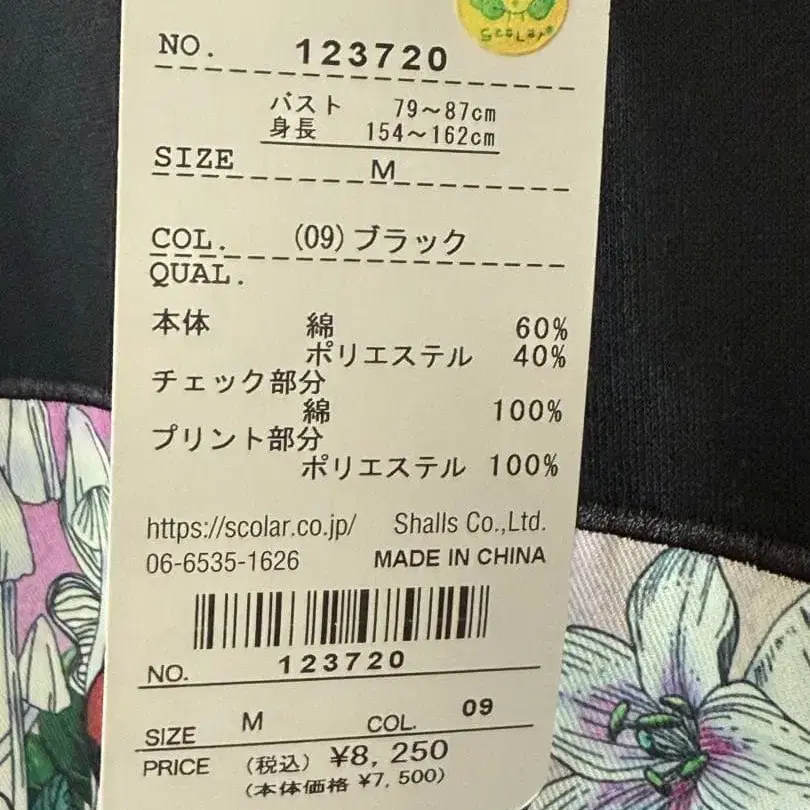 ScoLar
NO. 123720
バスト 79～87cm
身長 154～162cm
SIZE M
COL. (09)ブラック
QUAL.
本体 綿 60%
ポリエステル 40%
チェック部分
綿 100%
プリント部分
ポリエステル 100%
https://scolar.co.jp/ Shalls Co.,Ltd.
06-6535-1626 MADE IN CHINA
NO. 123720
SIZE M COL. 09
PRICE (税込) ¥8, 250
(本体価格 ¥7, 500)